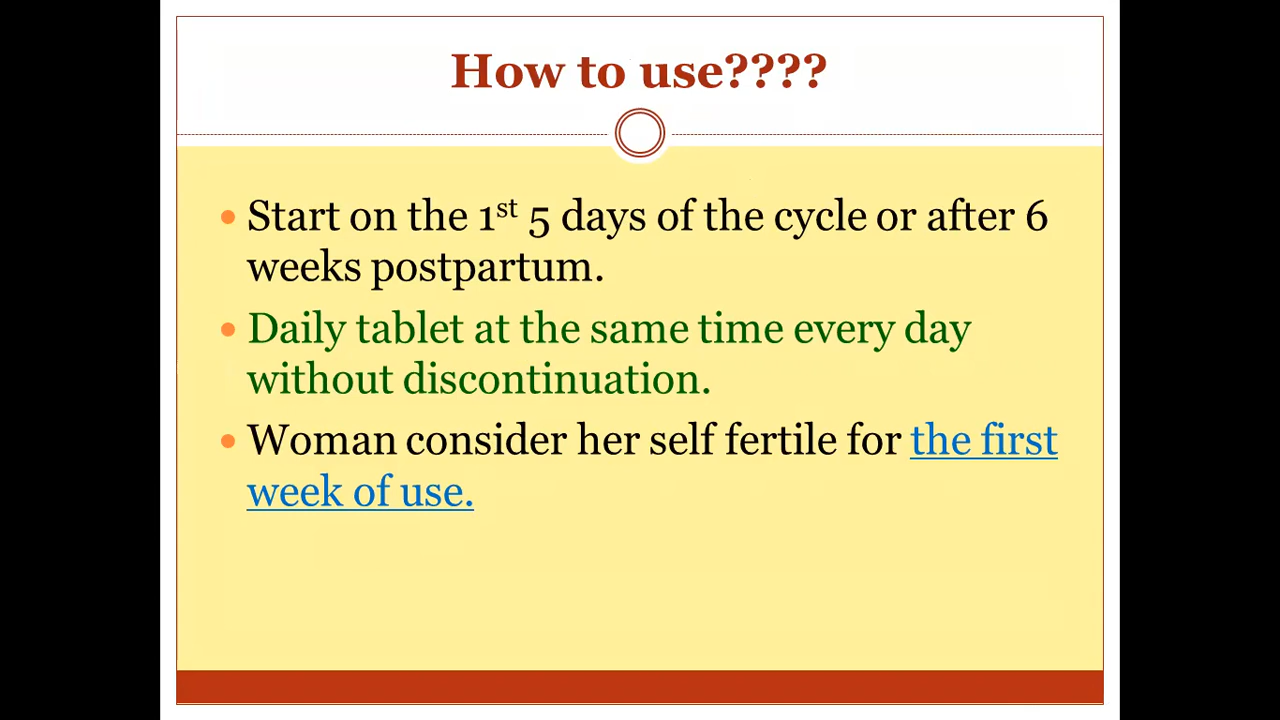 How to use????
Start on the 1st 5 days of the cycle or after 6
weeks postpartum.
Daily tablet at the same time every day
without discontinuation.
Woman consider her self fertile for the first
week of use.